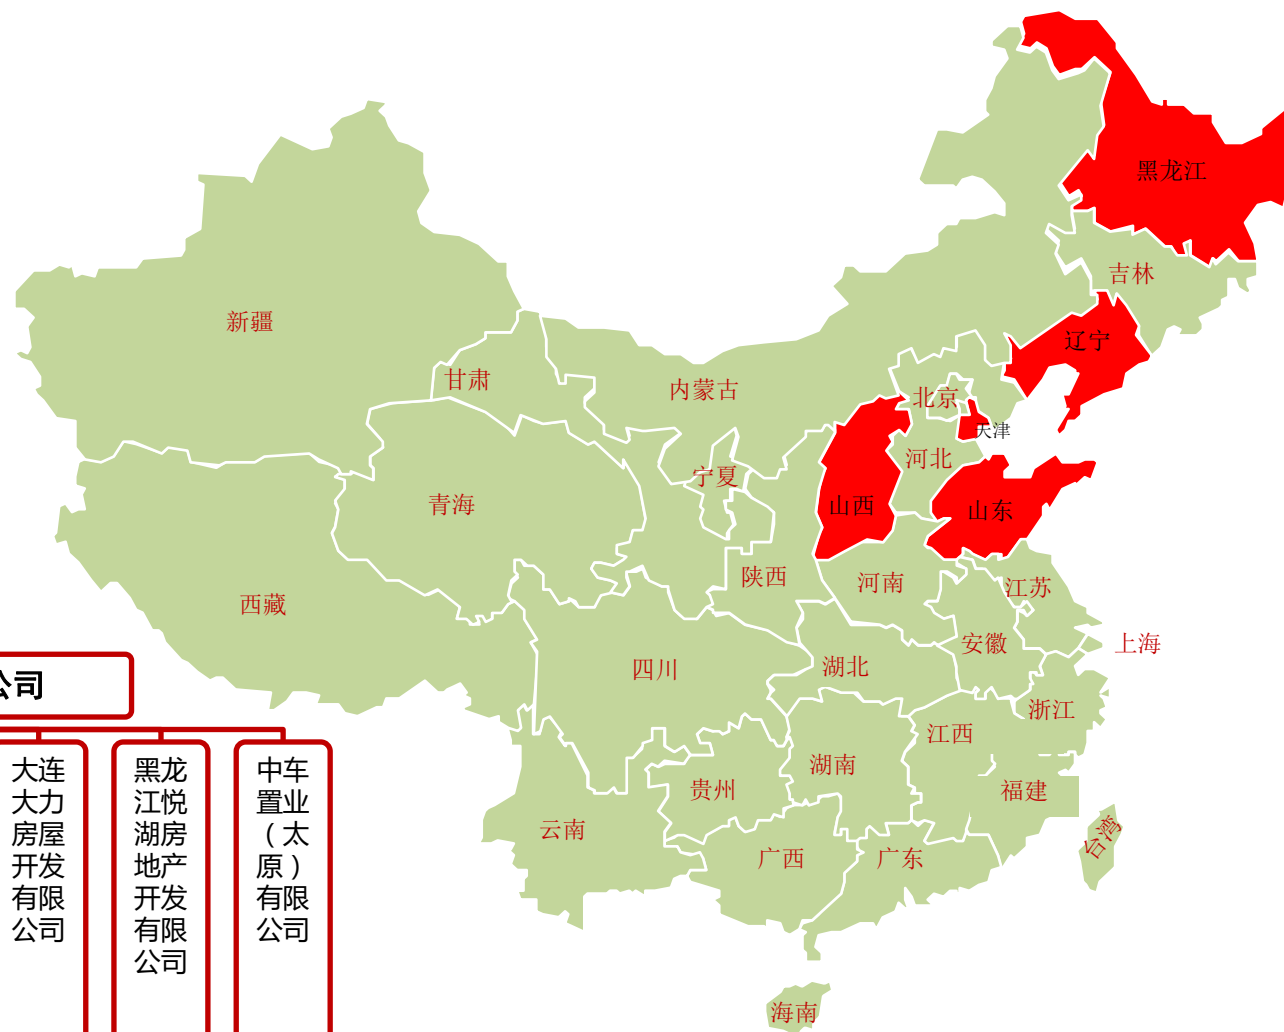 黑龙江
吉林
辽宁
新疆
甘肃
内蒙古
北京
天津
河北
宁夏
青海
山西
山东
陕西
河南
江苏
西藏
安徽
上海
四川
湖北
公司
浙江
江西
湖南
贵州
福建
云南
广西
广东
台湾
海南
大连
大力
房屋
开发
有限
公司
黑龙
江悦
湖房
地产
开发
有限
公司
中车
置业
（太
原）
有限
公司